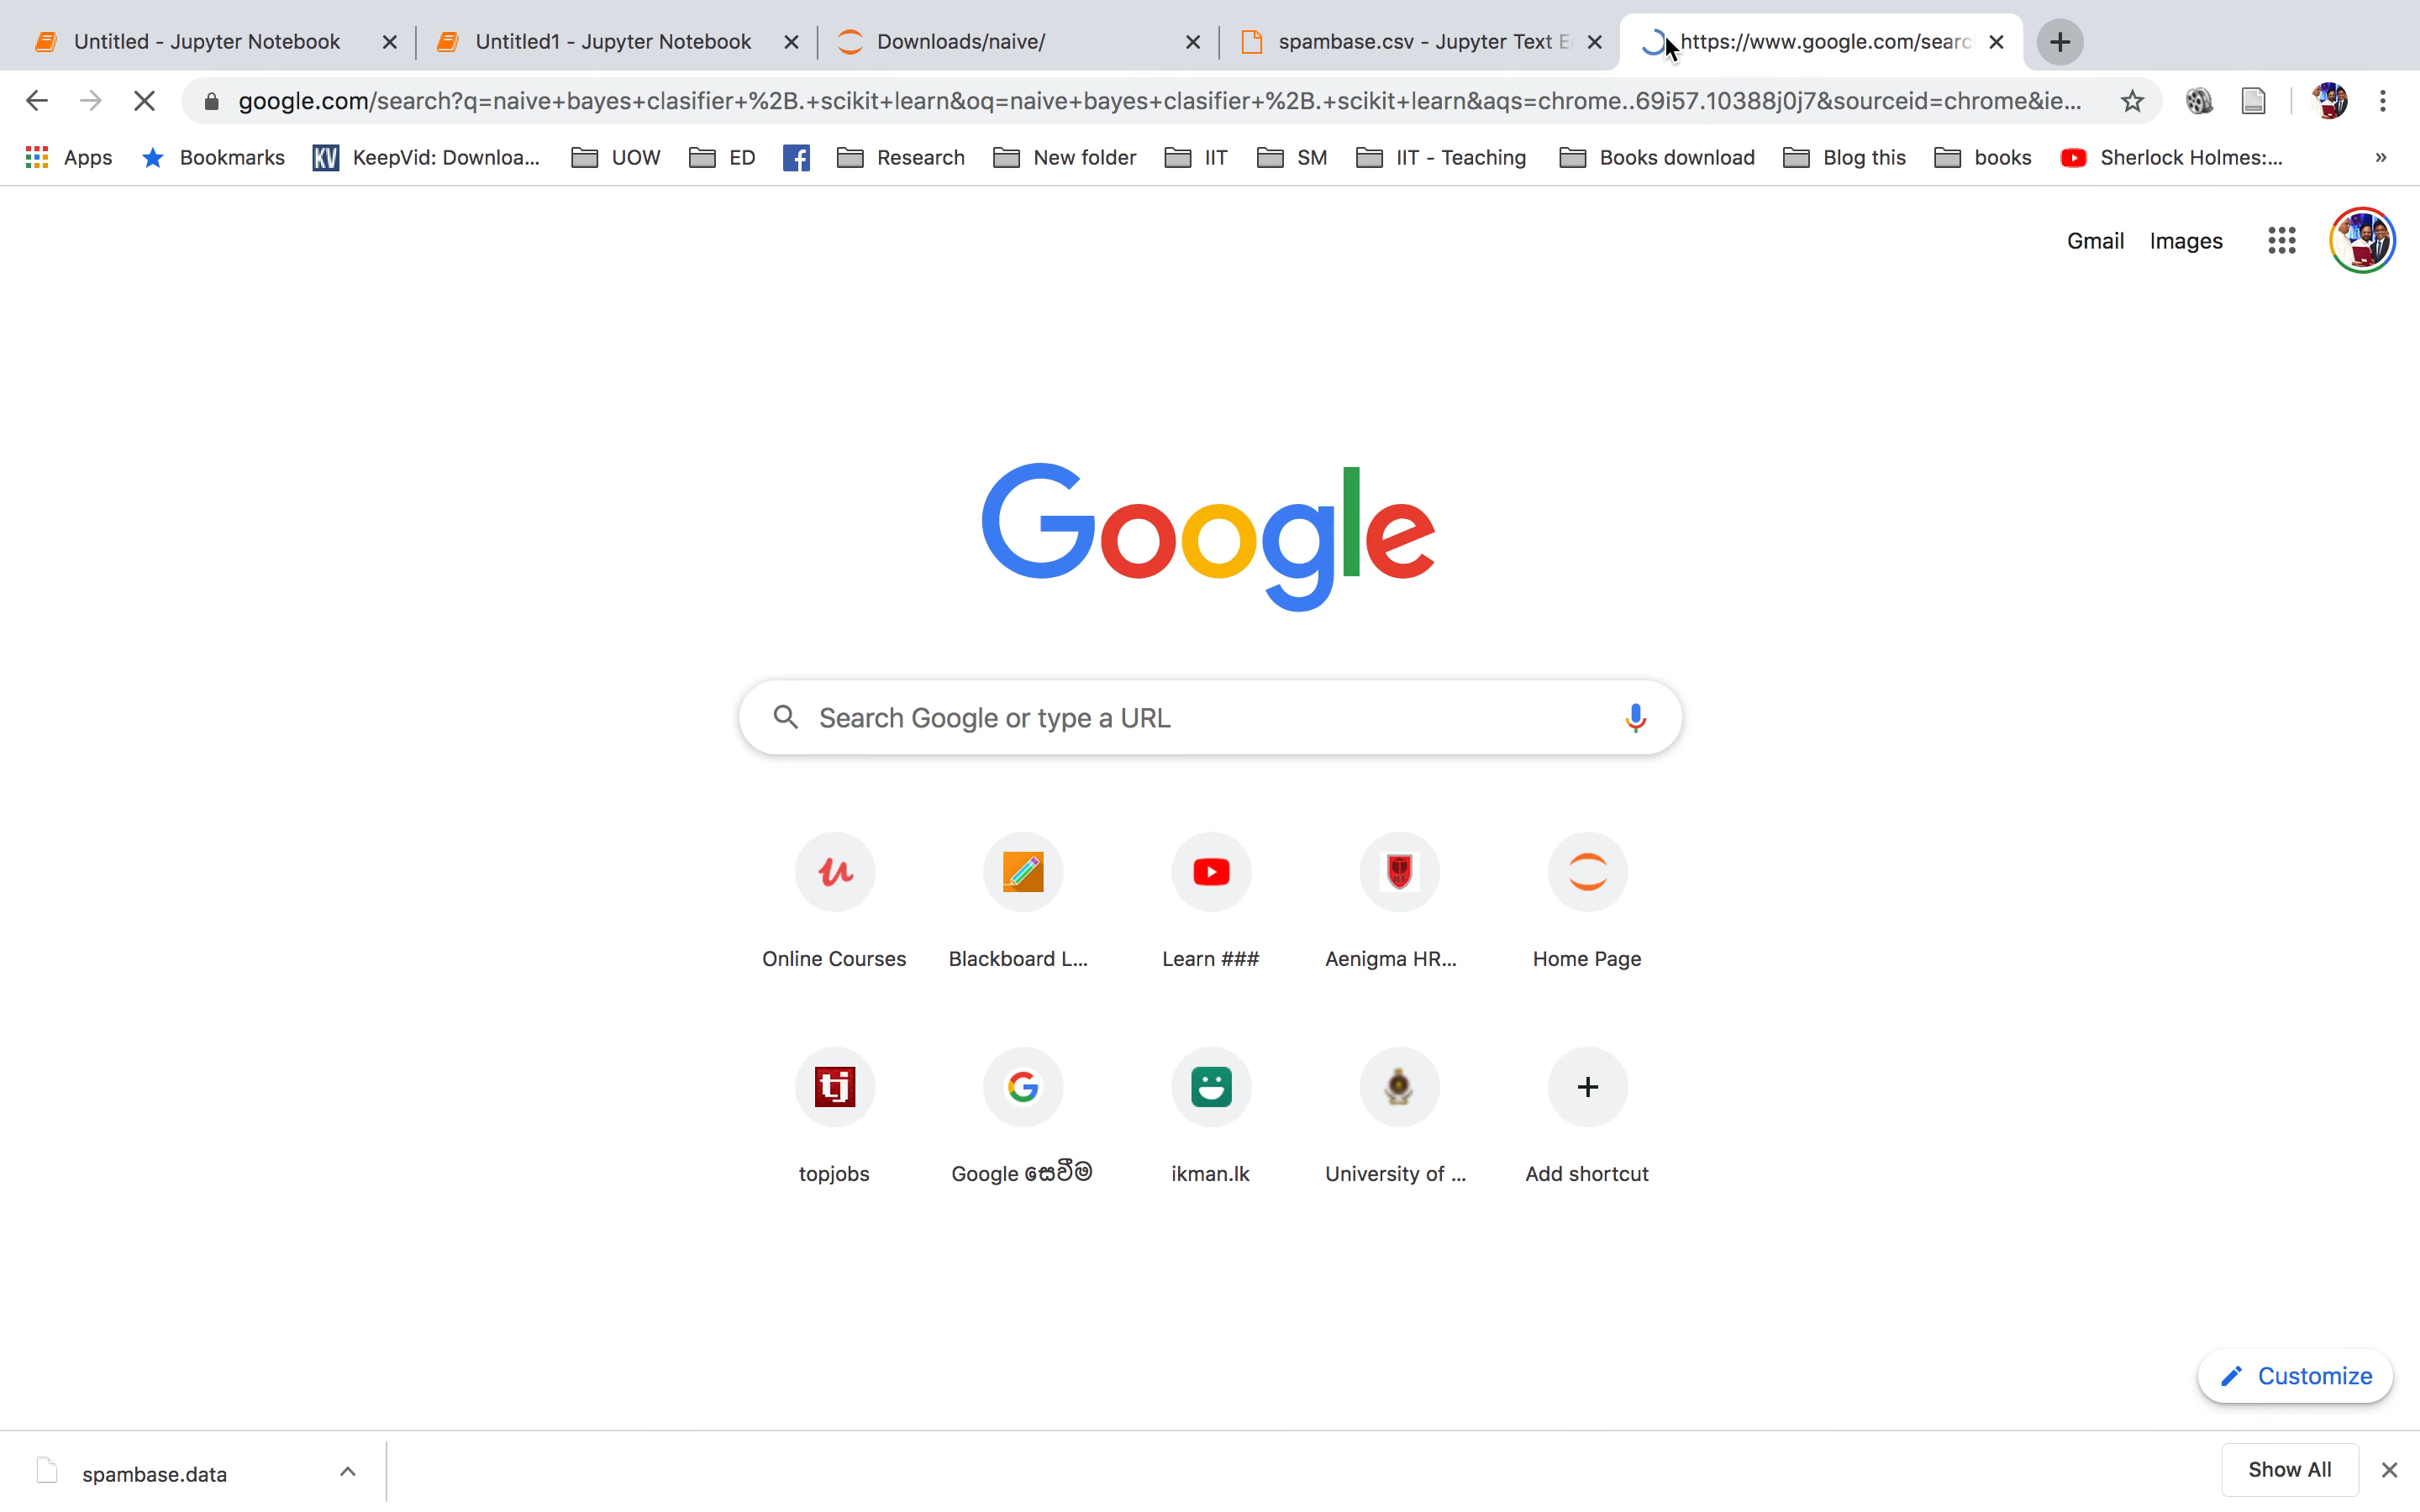 Untitled - Jupyter Notebook
Untitled1 - Jupyter Notebook
Downloads/naive/
spambase.csv - Jupyter Text E
https://www.google.com/searc
google.com/search?q=naive+bayes+clasifier+%2B.+scikit+learn&oq=naive+bayes+clasifier+%2B.+scikit+learn&aqs=chrome..69i57.10388j0j7&sourceid=chrome&ie...
Apps Bookmarks KV KeepVid: Downloa... UOW ED Research New folder IIT SM IIT - Teaching Books download Blog this books Sherlock Holmes:... »
Gmail Images
Google
Search Google or type a URL
Online Courses Blackboard L... Learn ### Aenigma HR... Home Page
tj
topjobs Google සෙවීම ikman.lk University of ... Add shortcut
Customize
spambase.data
Show All